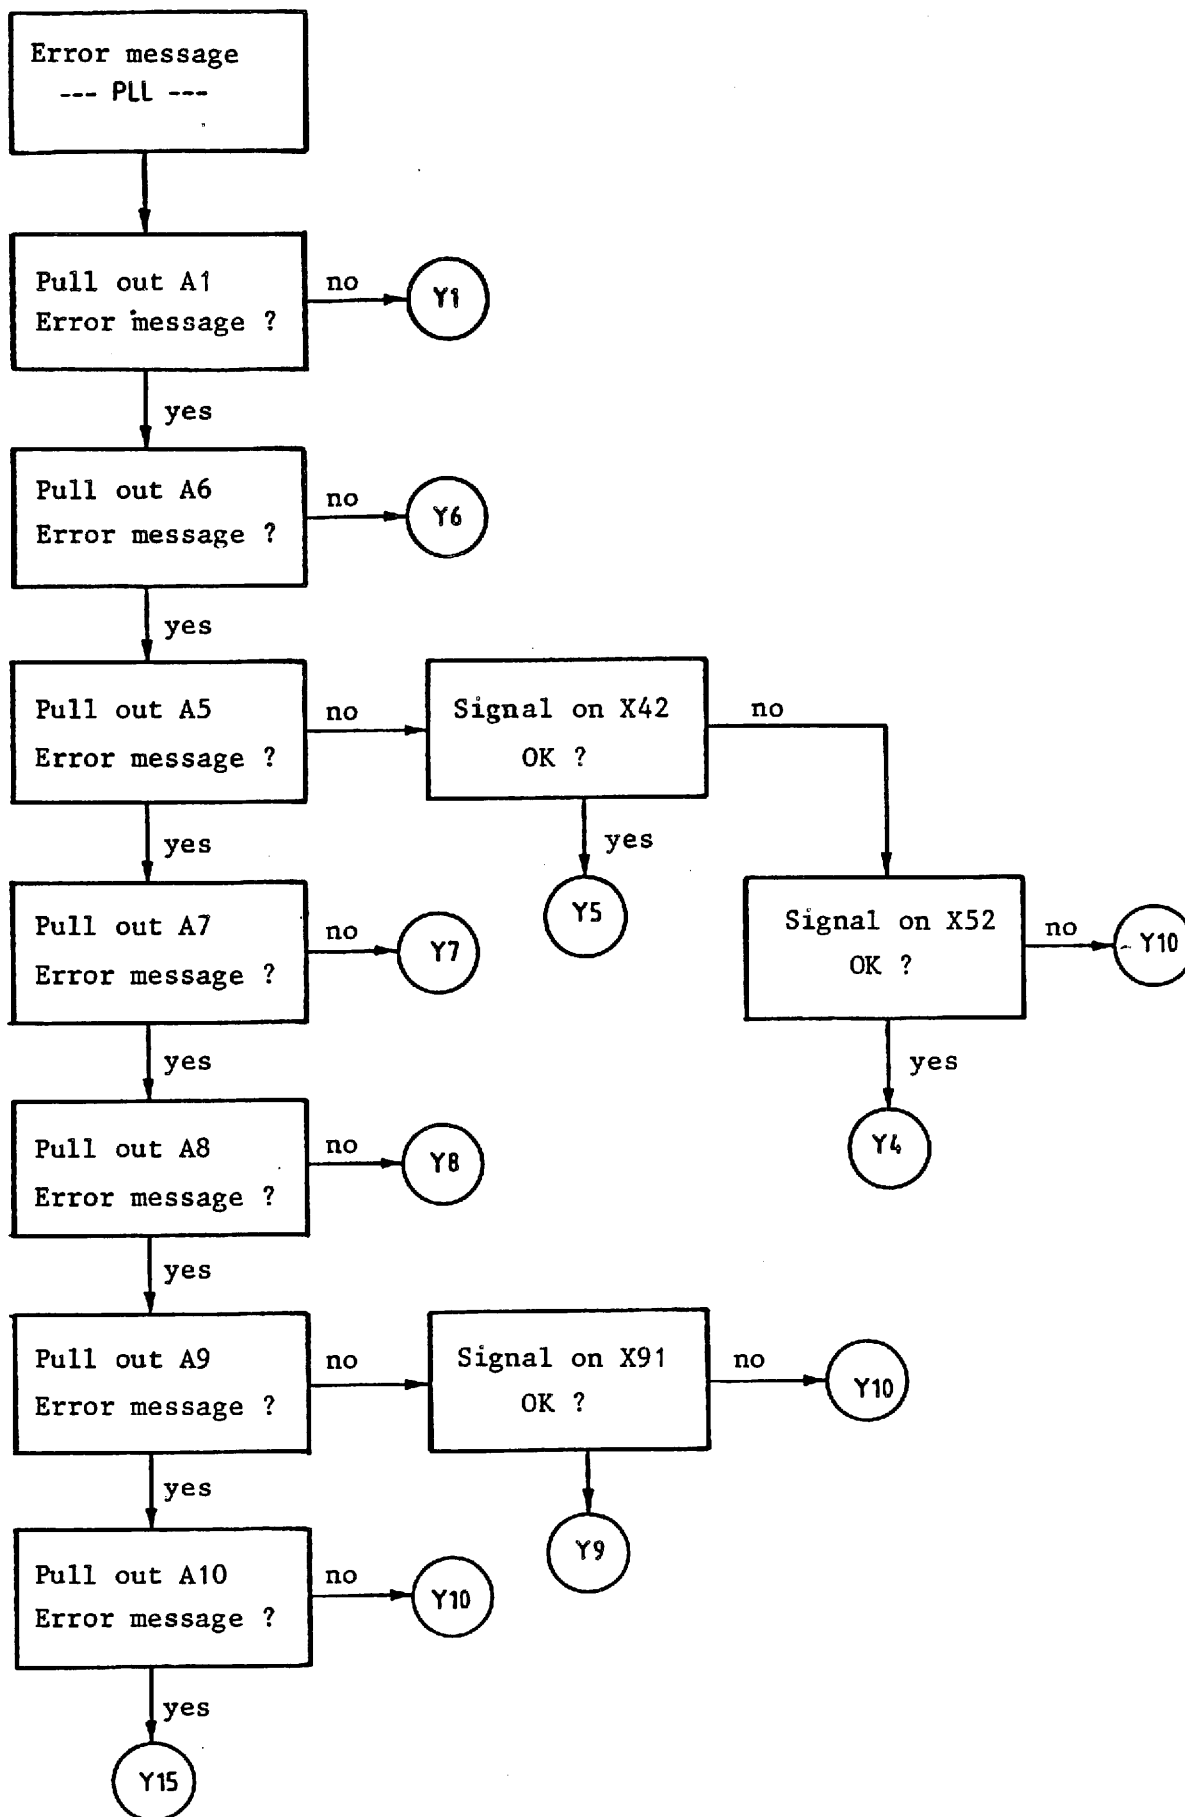 Error message
--- PLL ---
Pull out A1
Error message ?
no
Y1
yes
Pull out A6
Error message ?
no
Y6
yes
Pull out A5
Error message ?
no
Signal on X42
OK ?
no
yes
yes
Y5
Signal on X52
OK ?
no
Y10
yes
Y4
Pull out A7
Error message ?
no
Y7
yes
Pull out A8
Error message ?
no
Y8
yes
Pull out A9
Error message ?
no
Signal on X91
OK ?
no
Y10
Y9
yes
Pull out A10
Error message ?
no
Y10
yes
Y15